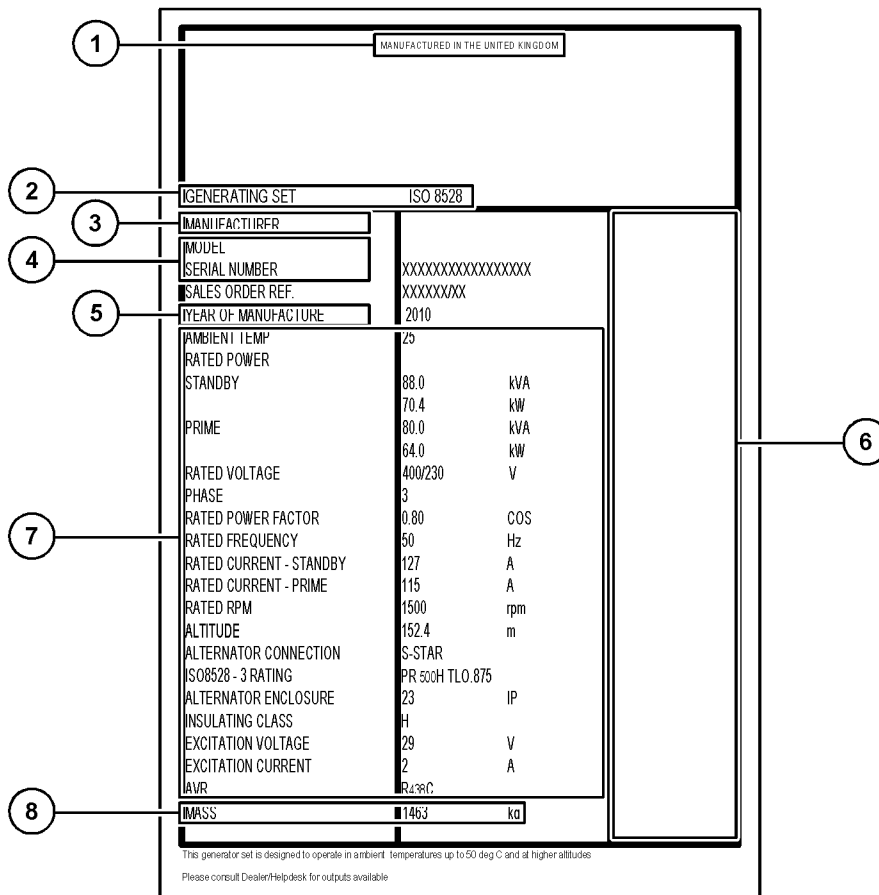 1
MANUFACTURED IN THE UNITED KINGDOM
2
GENERATING SET ISO 8528
3
MANUFACTURER
4
MODEL
SERIAL NUMBER XXXXXXXXXXXXXXXXX
SALES ORDER REF. XXXXXX/XX
5
YEAR OF MANUFACTURE 2010
AMBIENT TEMP 25
RATED POWER
STANDBY 88.0 kVA
70.4 kW
PRIME 80.0 kVA
6
64.0 kW
RATED VOLTAGE 400/230 V
PHASE 3
RATED POWER FACTOR 0.80 COS
7
RATED FREQUENCY 50 Hz
RATED CURRENT - STANDBY 127 A
RATED CURRENT - PRIME 115 A
RATED RPM 1500 rpm
ALTITUDE 152.4 m
ALTERNATOR CONNECTION S-STAR
ISO8528 - 3 RATING PR 500H TLO.875
ALTERNATOR ENCLOSURE 23 IP
INSULATING CLASS H
EXCITATION VOLTAGE 29 V
EXCITATION CURRENT 2 A
AVR R438C
8
MASS 1463 kg
This generator set is designed to operate in ambient temperatures up to 50 deg C and at higher altitudes
Please consult Dealer/Helpdesk for outputs available